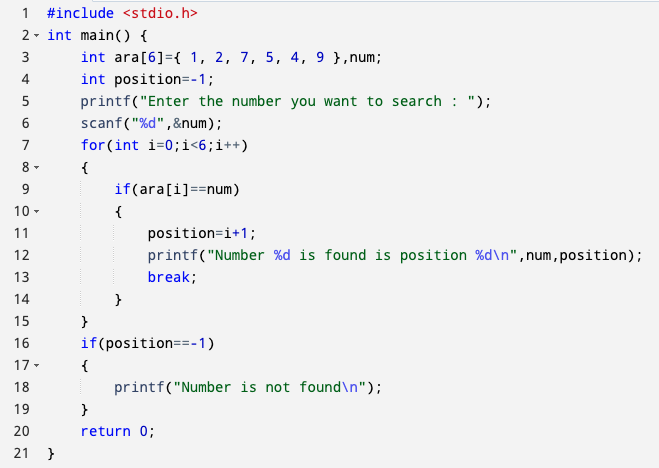 1 #include <stdio.h>
2 int main() {
3 int ara[6]={ 1, 2, 7, 5, 4, 9 },num;
4 int position=-1;
5 printf("Enter the number you want to search : ");
6 scanf("%d",&num);
7 for(int i=0;i<6;i++)
8 {
9 if(ara[i]==num)
10 {
11 position=i+1;
12 printf("Number %d is found is position %d\n",num,position);
13 break;
14 }
15 }
16 if(position==-1)
17 {
18 printf("Number is not found\n");
19 }
20 return 0;
21 }